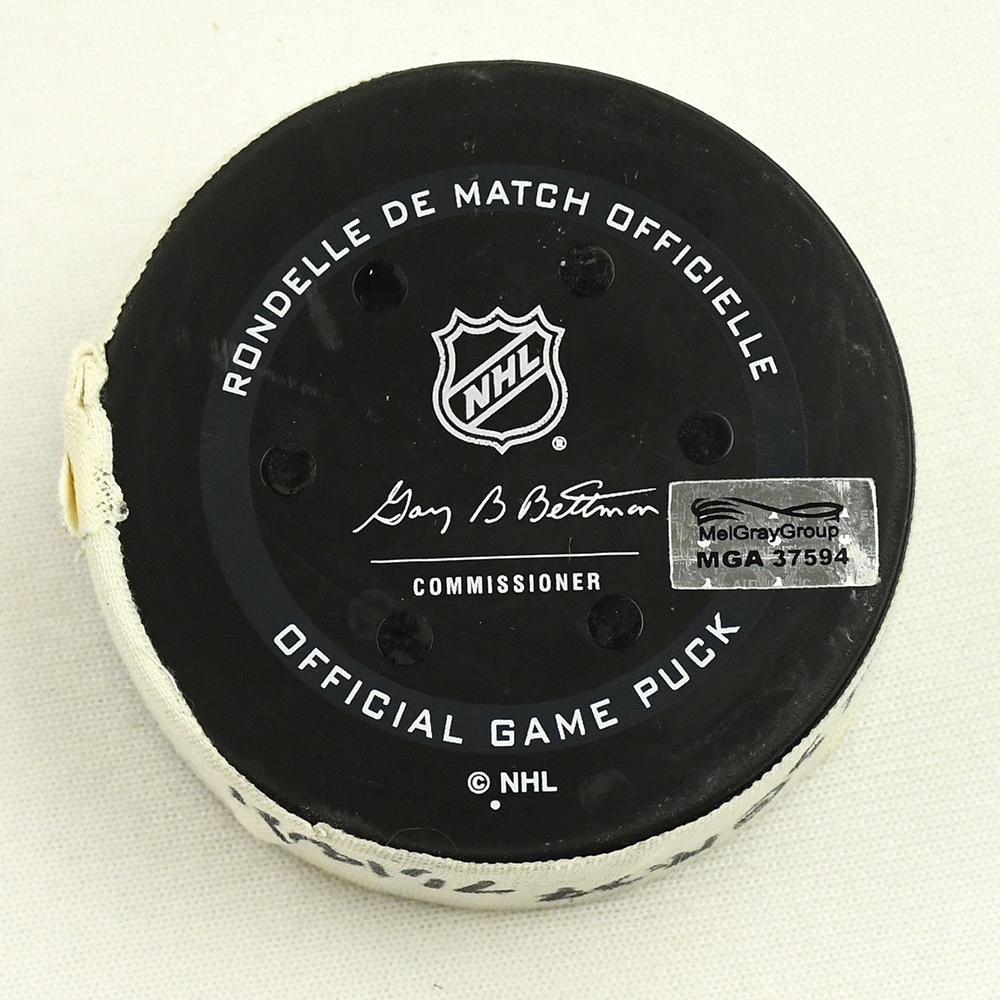 RONDELLE DE MATCH OFFICIELLE
NHL
®
Gary B Bettman
MeiGrayGroup
MGA 37594
COMMISSIONER
OFFICIAL GAME PUCK
© NHL